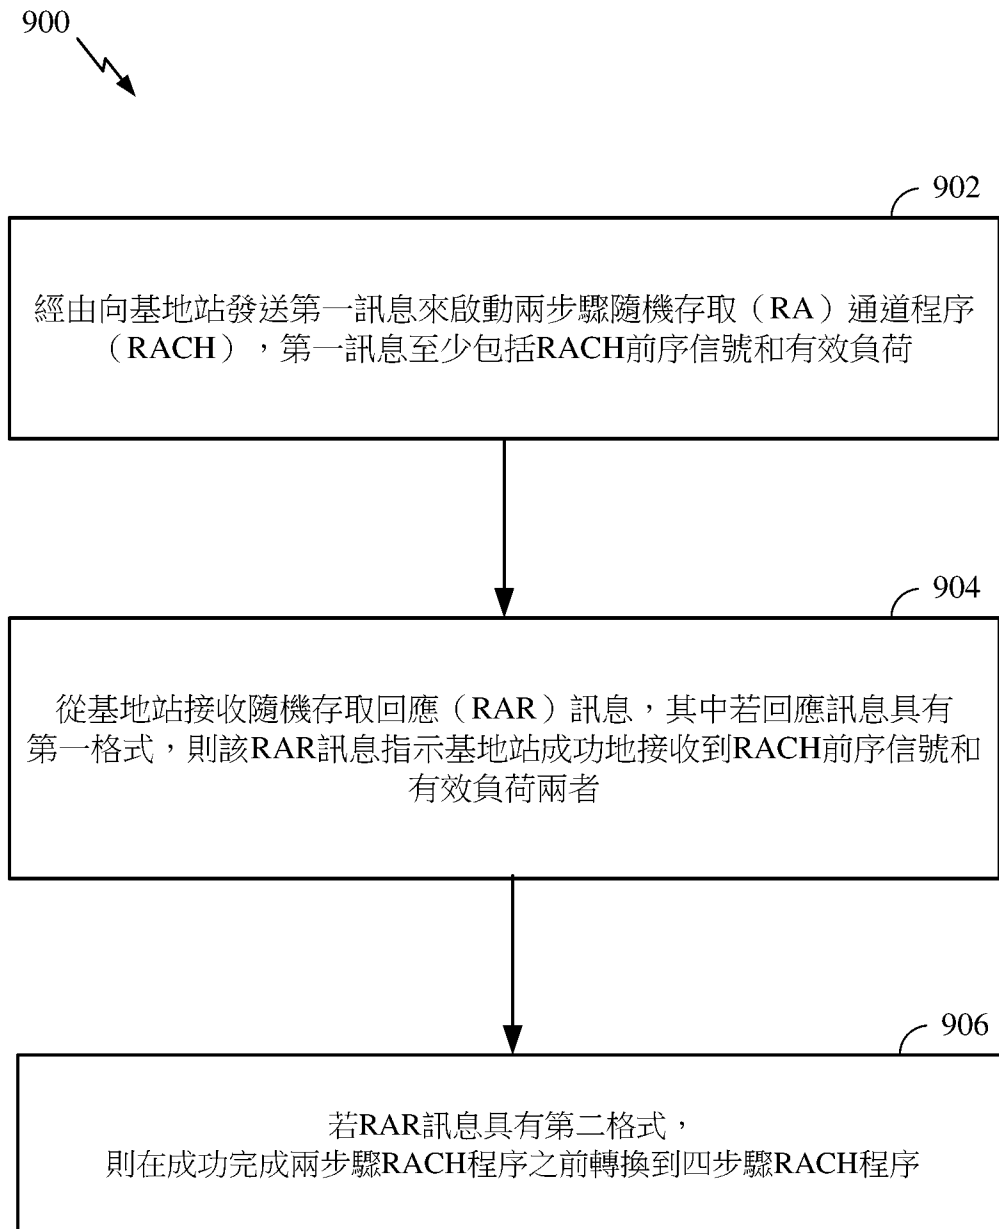 900
902
經由向基地站發送第一訊息來啟動兩步驟隨機存取（RA）通道程序
（RACH），第一訊息至少包括RACH前序信號和有效負荷
904
從基地站接收隨機存取回應（RAR）訊息，其中若回應訊息具有
第一格式，則該RAR訊息指示基地站成功地接收到RACH前序信號和
有效負荷兩者
906
若RAR訊息具有第二格式，
則在成功完成兩步驟RACH程序之前轉換到四步驟RACH程序